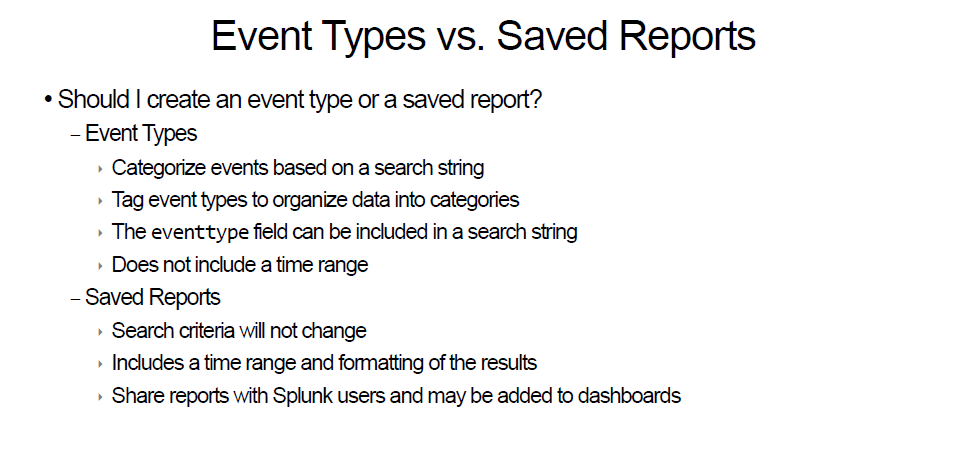 Event Types vs. Saved Reports
• Should I create an event type or a saved report?
– Event Types
› Categorize events based on a search string
› Tag event types to organize data into categories
› The eventtype field can be included in a search string
› Does not include a time range
– Saved Reports
› Search criteria will not change
› Includes a time range and formatting of the results
› Share reports with Splunk users and may be added to dashboards